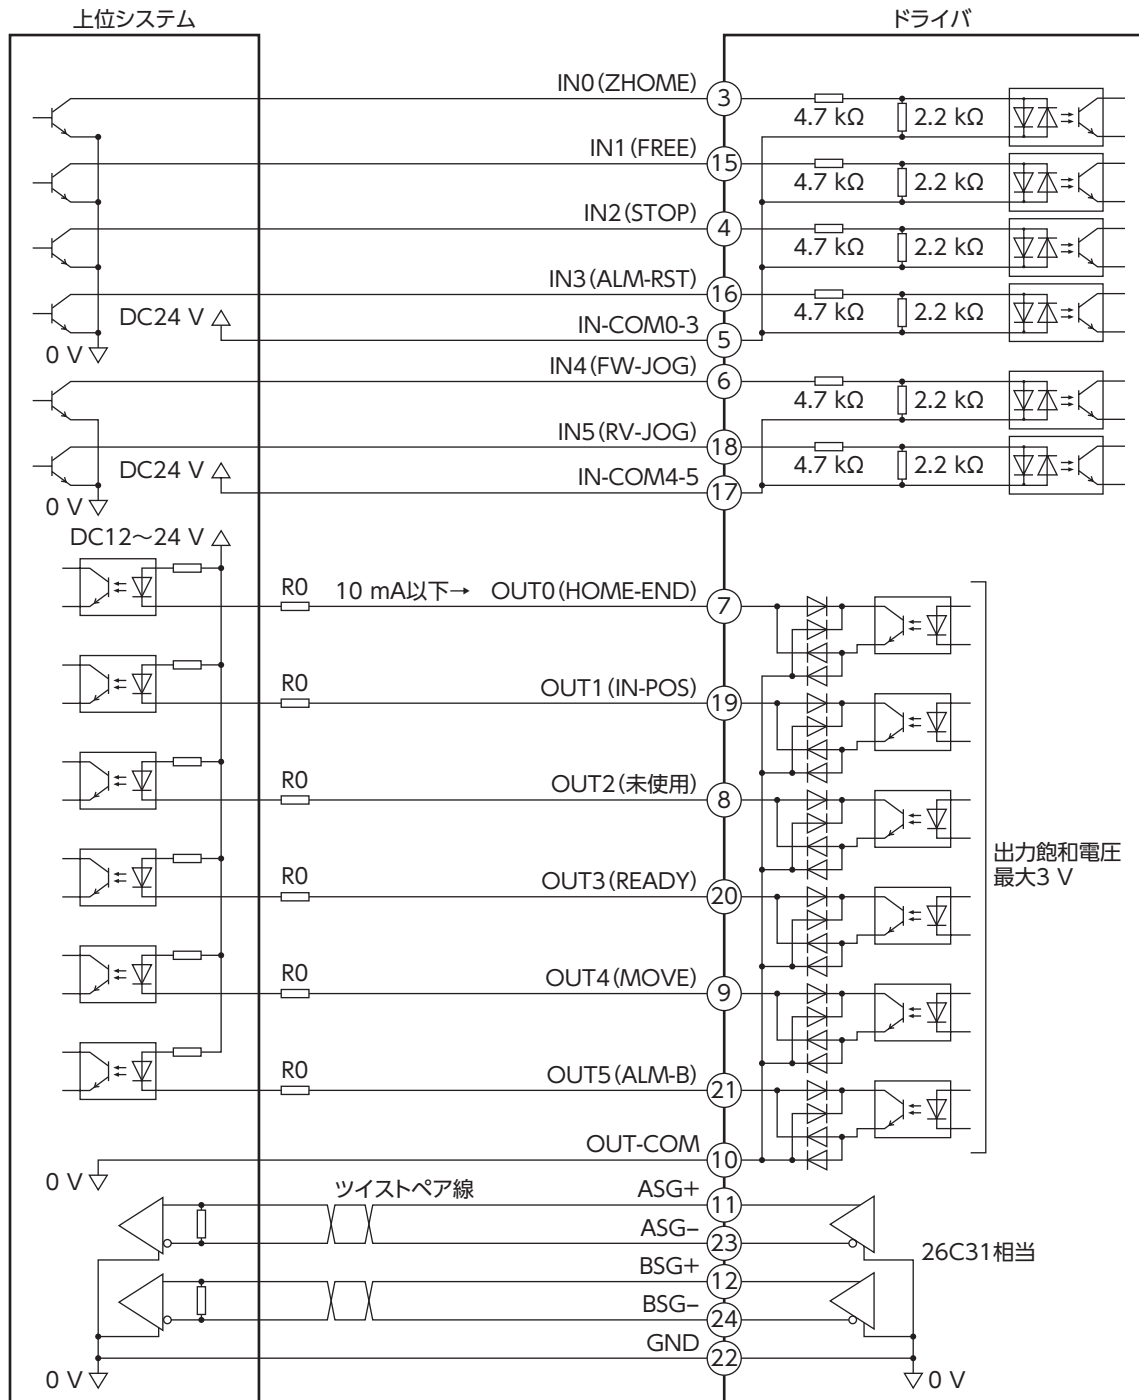 上位システム
ドライバ
IN0(ZHOME)
3
4.7 kΩ
2.2 kΩ
IN1(FREE)
15
4.7 kΩ
2.2 kΩ
IN2(STOP)
4
4.7 kΩ
2.2 kΩ
IN3(ALM-RST)
16
4.7 kΩ
2.2 kΩ
DC24 V
IN-COM0-3
5
0 V
IN4(FW-JOG)
6
4.7 kΩ
2.2 kΩ
IN5(RV-JOG)
18
4.7 kΩ
2.2 kΩ
DC24 V
IN-COM4-5
17
0 V
DC12～24 V
R0
10 mA以下→
OUT0(HOME-END)
7
R0
OUT1(IN-POS)
19
R0
OUT2(未使用)
8
出力飽和電圧
最大3 V
R0
OUT3(READY)
20
R0
OUT4(MOVE)
9
R0
OUT5(ALM-B)
21
OUT-COM
10
0 V
ツイストペア線
ASG+
11
ASG−
23
26C31相当
BSG+
12
BSG−
24
GND
22
0 V
0 V